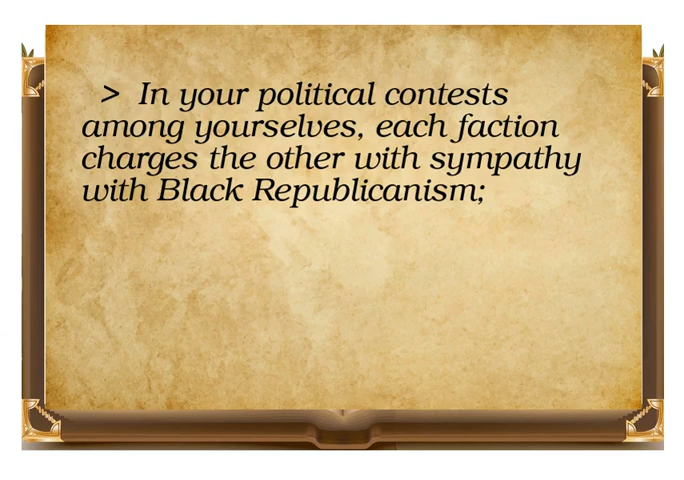 > In your political contests
among yourselves, each faction
charges the other with sympathy
with Black Republicanism;